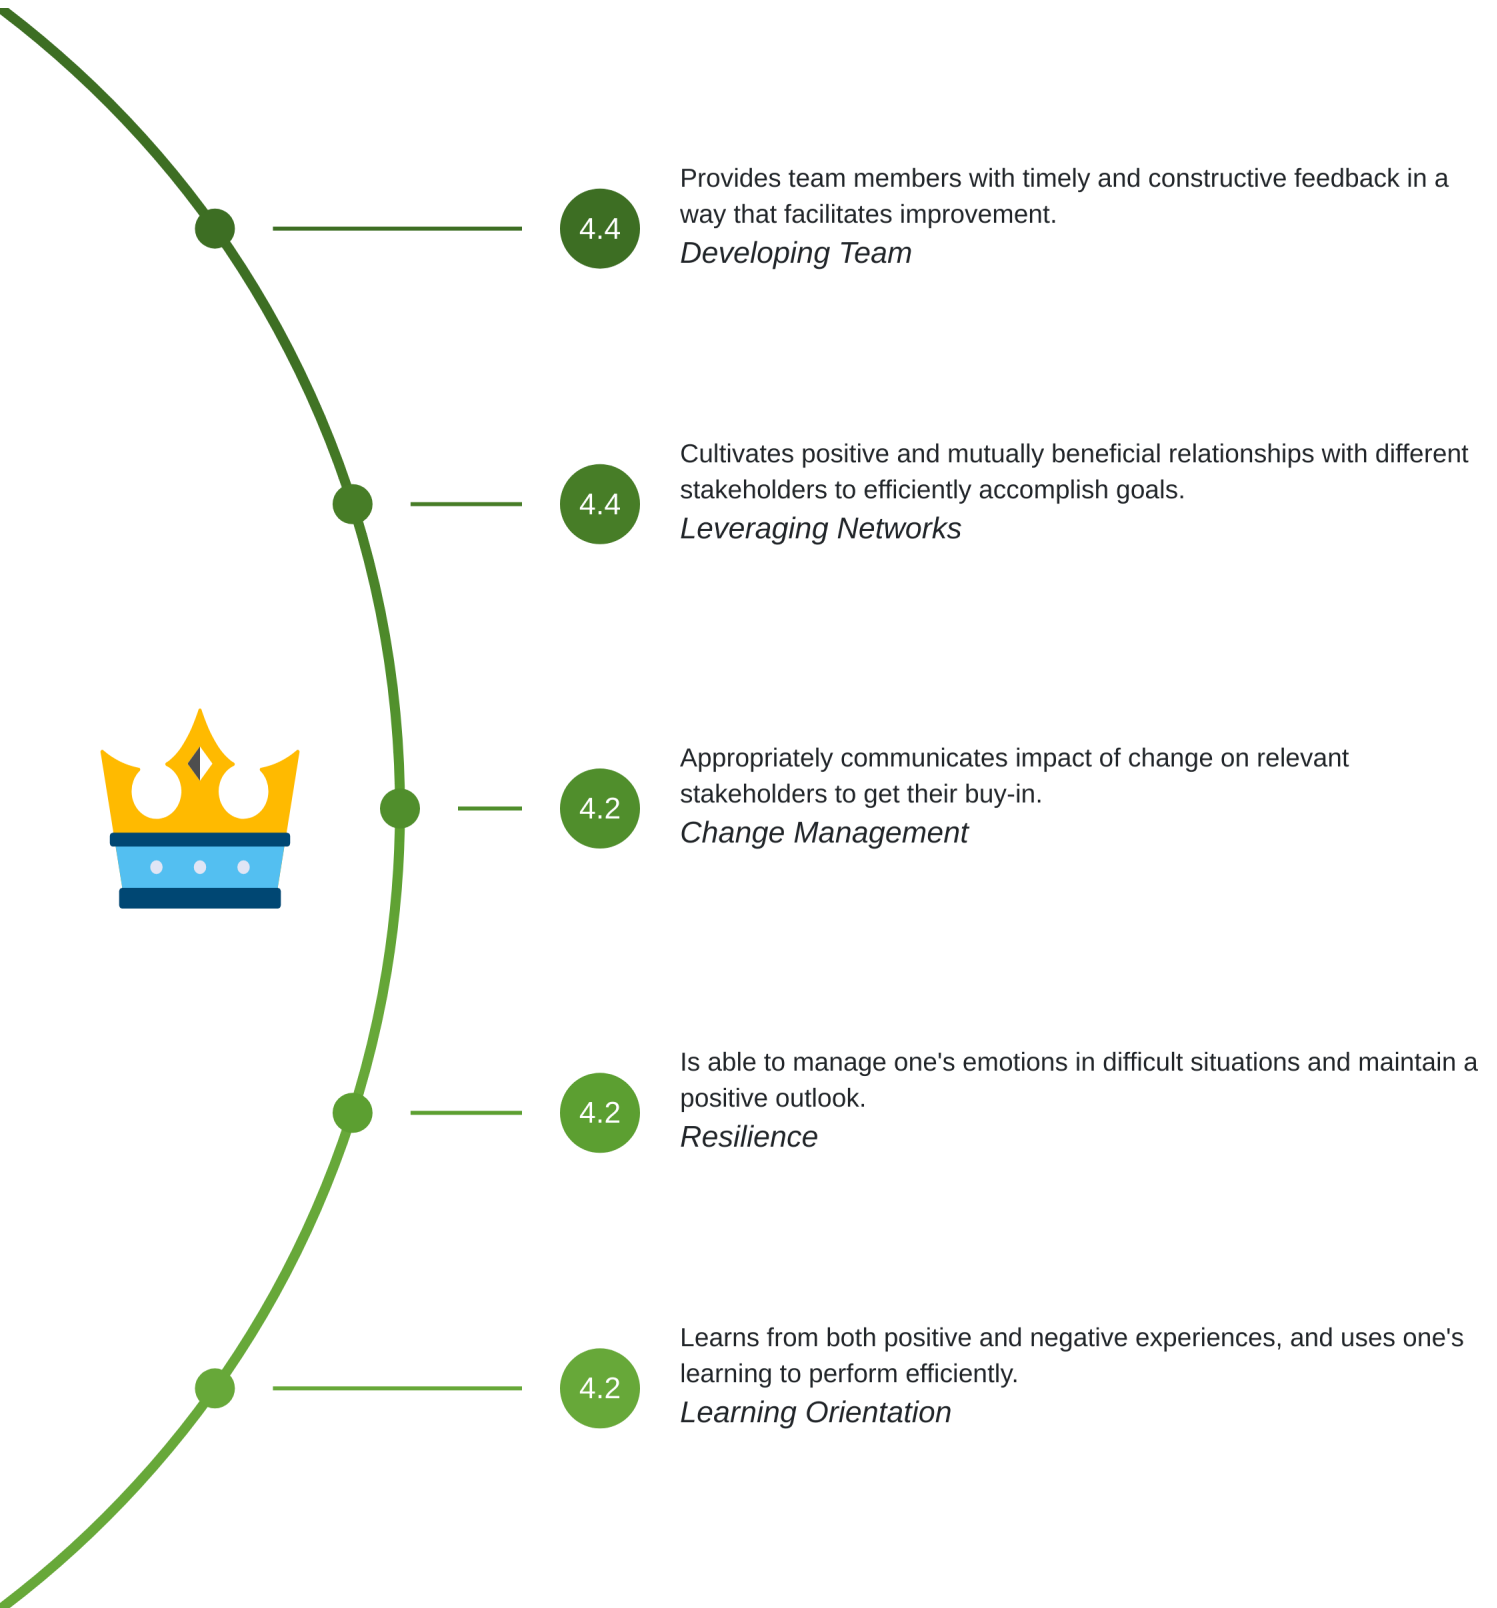 4.4
Provides team members with timely and constructive feedback in a
way that facilitates improvement.
Developing Team
4.4
Cultivates positive and mutually beneficial relationships with different
stakeholders to efficiently accomplish goals.
Leveraging Networks
4.2
Appropriately communicates impact of change on relevant
stakeholders to get their buy-in.
Change Management
4.2
Is able to manage one's emotions in difficult situations and maintain a
positive outlook.
Resilience
4.2
Learns from both positive and negative experiences, and uses one's
learning to perform efficiently.
Learning Orientation